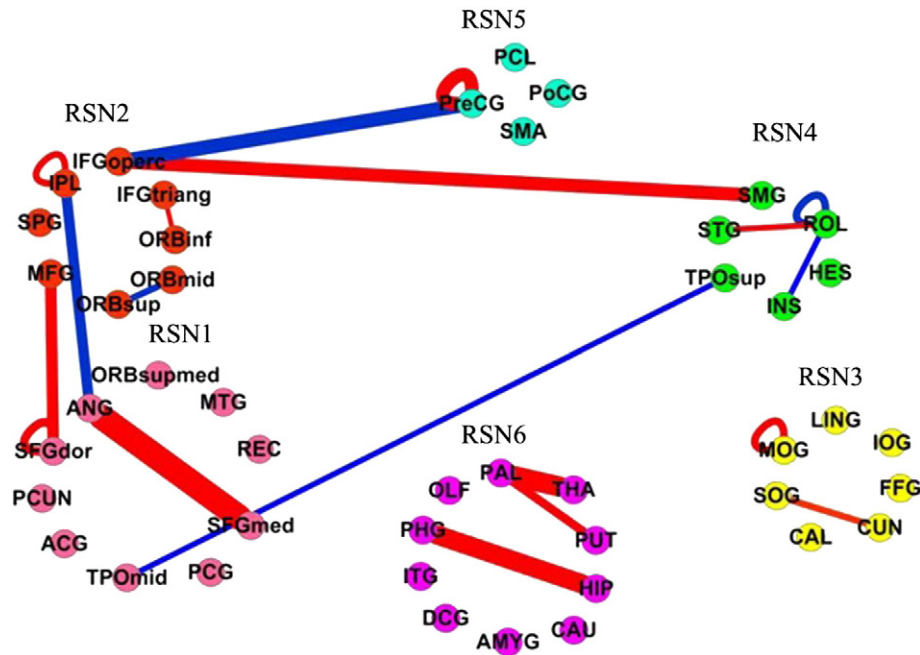 RSN5
PCL
PreCG
PoCG
SMA
RSN2
IFGoperc
IPL
IFGtriang
SPG
ORBinf
MFG
ORBmid
ORBsup
RSN4
SMG
STG
ROL
TPOsup
HES
INS
RSN1
ORBsupmed
ANG
MTG
SFGdor
REC
PCUN
SFGmed
ACG
TPOmid
PCG
RSN6
PAL
OLF
THA
PHG
PUT
ITG
HIP
DCG
CAU
AMYG
RSN3
LING
MOG
IOG
SOG
FFG
CAL
CUN